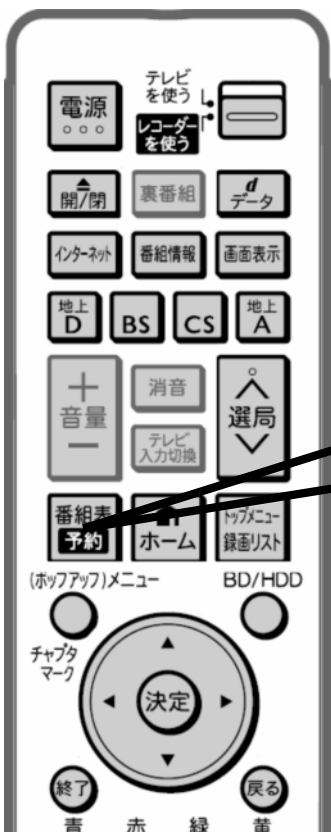 電源
テレビ
を使う
レコーダー
を使う
開/閉
裏番組
d
データ
インターネット
番組情報
画面表示
地上
D
BS
CS
地上
A
+
音量
-
消音
テレビ
入力切換
選局
番組表
予約
ホーム
トップメニュー
録画リスト
(ポップアップ)メニュー
BD/HDD
チャプタ
マーク
決定
終了
戻る
青
赤
緑
黄